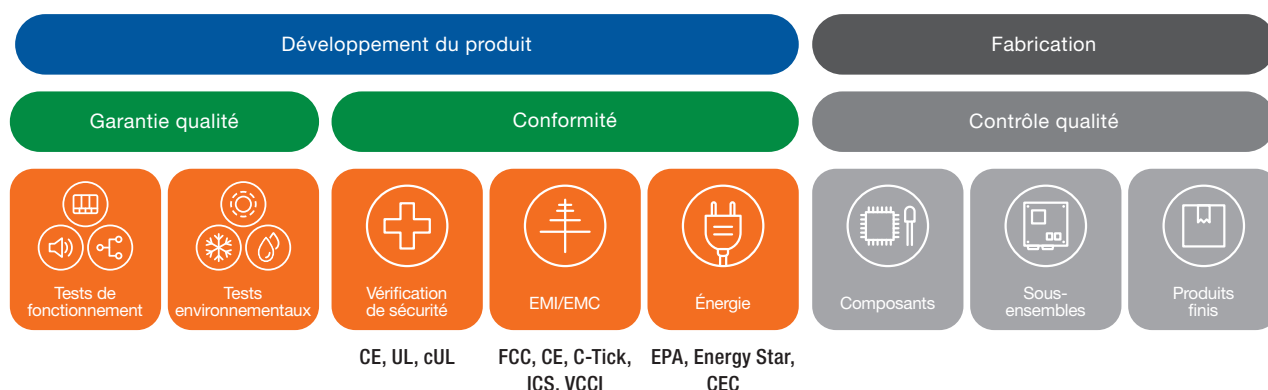 Développement du produit
Fabrication
Garantie qualité
Conformité
Contrôle qualité
Tests de
fonctionnement
Tests
environnementaux
Vérification
de sécurité
EMI/EMC
Énergie
Composants
Sous-
ensembles
Produits
finis
CE, UL, cUL
FCC, CE, C-Tick,
ICS, VCCI
EPA, Energy Star,
CEC